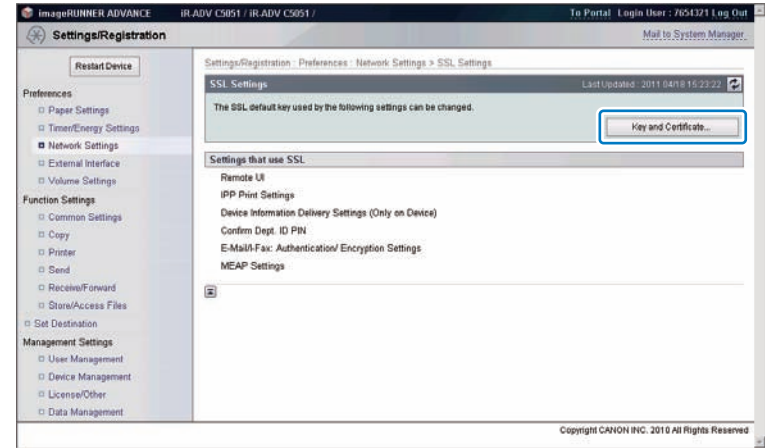 imageRUNNER ADVANCE iR-ADV C5051 / iR-ADV C5051 / To Portal Login User : 7654321 Log Out
Settings/Registration Mail to System Manager
Restart Device
Settings/Registration : Preferences : Network Settings > SSL Settings
SSL Settings Last Updated : 2011 04/18 15:23:22
Preferences
The SSL default key used by the following settings can be changed.
Paper Settings
Timer/Energy Settings
Key and Certificate...
Network Settings
External Interface
Settings that use SSL
Volume Settings
Remote UI
Function Settings
IPP Print Settings
Common Settings
Device Information Delivery Settings (Only on Device)
Copy
Confirm Dept. ID PIN
Printer
E-Mail/I-Fax: Authentication/ Encryption Settings
Send
MEAP Settings
Receive/Forward
Store/Access Files
Set Destination
Management Settings
User Management
Device Management
License/Other
Data Management
Copyright CANON INC. 2010 All Rights Reserved